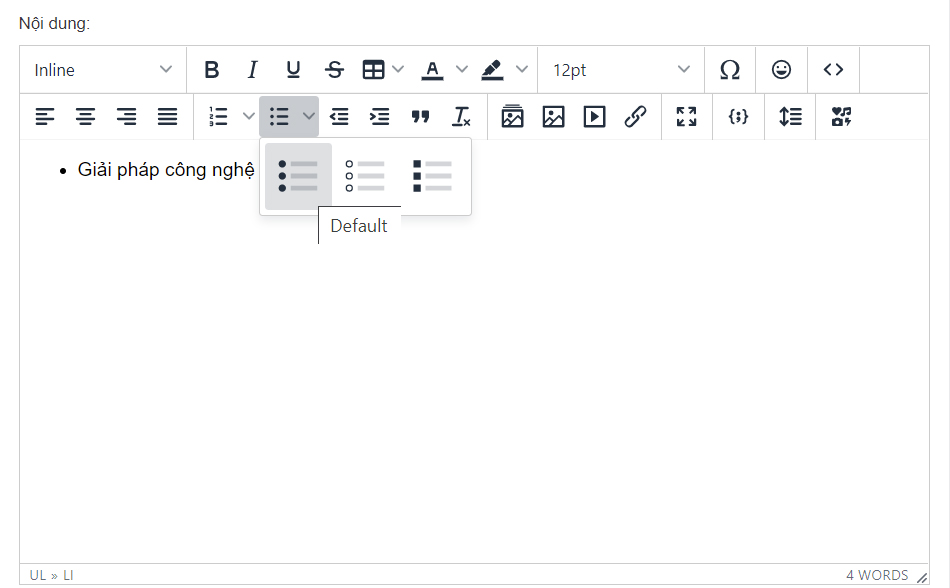 Nội dung:
Inline
12pt
Giải pháp công nghệ
Default
UL » LI
4 WORDS